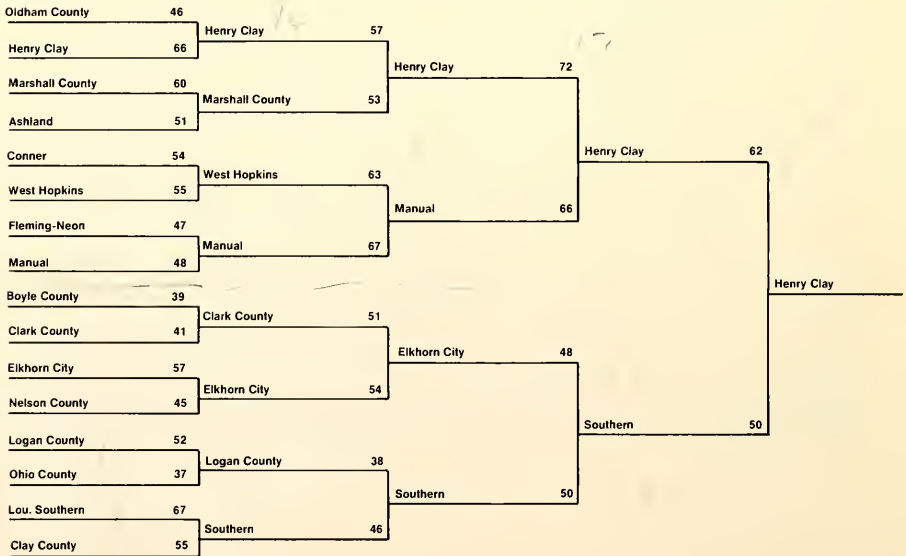 Oldham County 46
Henry Clay 57
Henry Clay 66
Henry Clay 72
Marshall County 60
Marshall County 53
Ashland 51
Henry Clay 62
Conner 54
West Hopkins 63
West Hopkins 55
Manual 66
Fleming-Neon 47
Manual 67
Manual 48
Henry Clay
Boyle County 39
Clark County 51
Clark County 41
Elkhorn City 48
Elkhorn City 57
Elkhorn City 54
Nelson County 45
Southern 50
Logan County 52
Logan County 38
Ohio County 37
Southern 50
Lou. Southern 67
Southern 46
Clay County 55